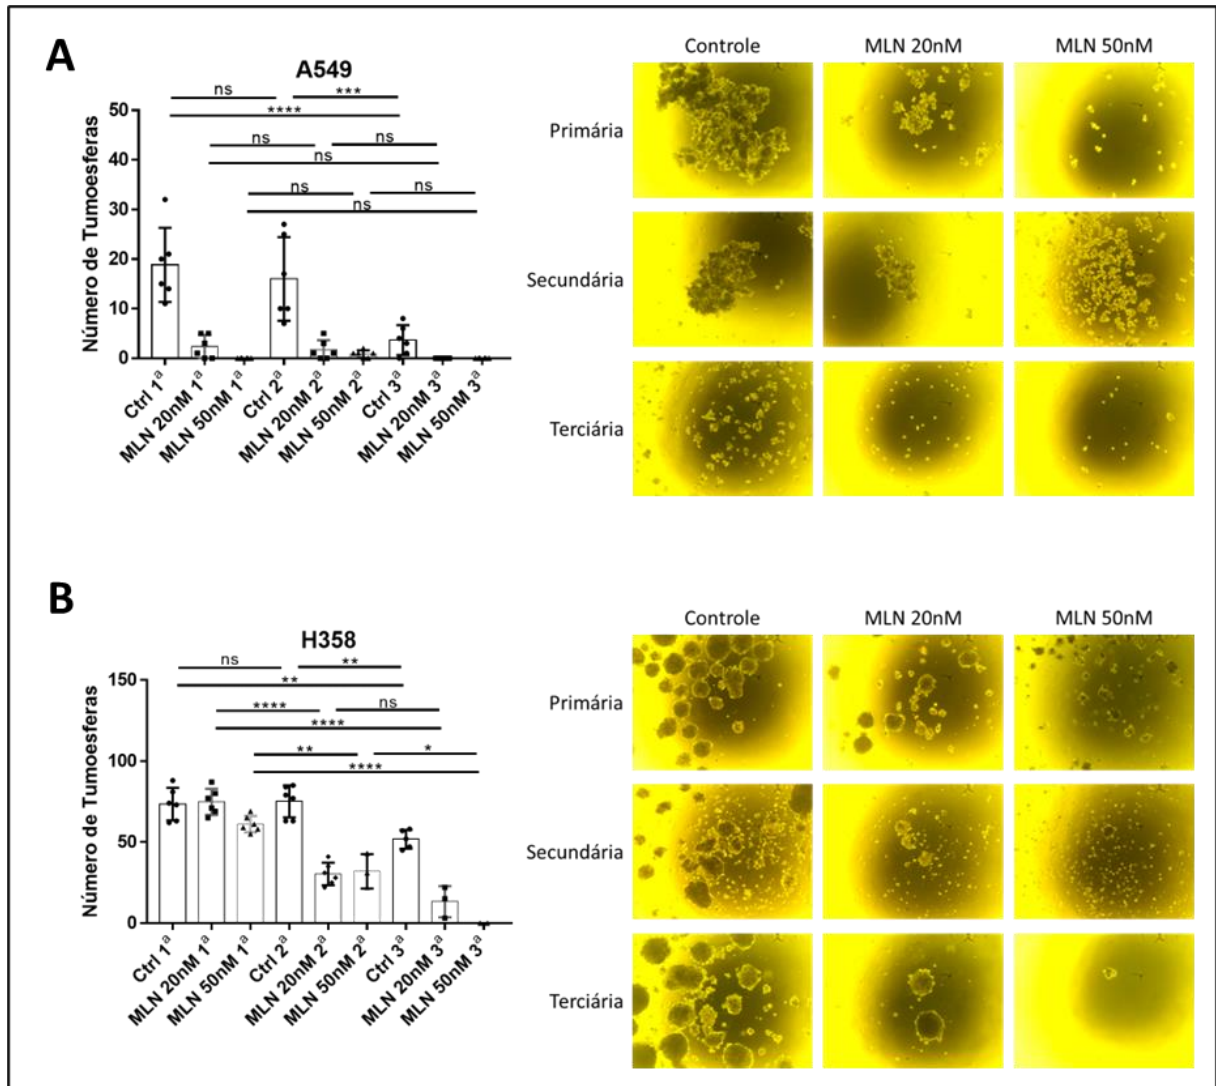 A
A549
ns
***
****
ns
ns
ns
ns
ns
ns
Número de Tumoesferas
50
40
30
20
10
0
Ctrl 1ª
MLN 20nM 1ª
MLN 50nM 1ª
Ctrl 2ª
MLN 20nM 2ª
MLN 50nM 2ª
Ctrl 3ª
MLN 20nM 3ª
MLN 50nM 3ª
Controle
MLN 20nM
MLN 50nM
Primária
Secundária
Terciária
B
H358
ns
**
**
****
ns
****
**
*
****
Número de Tumoesferas
150
100
50
0
Ctrl 1ª
MLN 20nM 1ª
MLN 50nM 1ª
Ctrl 2ª
MLN 20nM 2ª
MLN 50nM 2ª
Ctrl 3ª
MLN 20nM 3ª
MLN 50nM 3ª
Controle
MLN 20nM
MLN 50nM
Primária
Secundária
Terciária